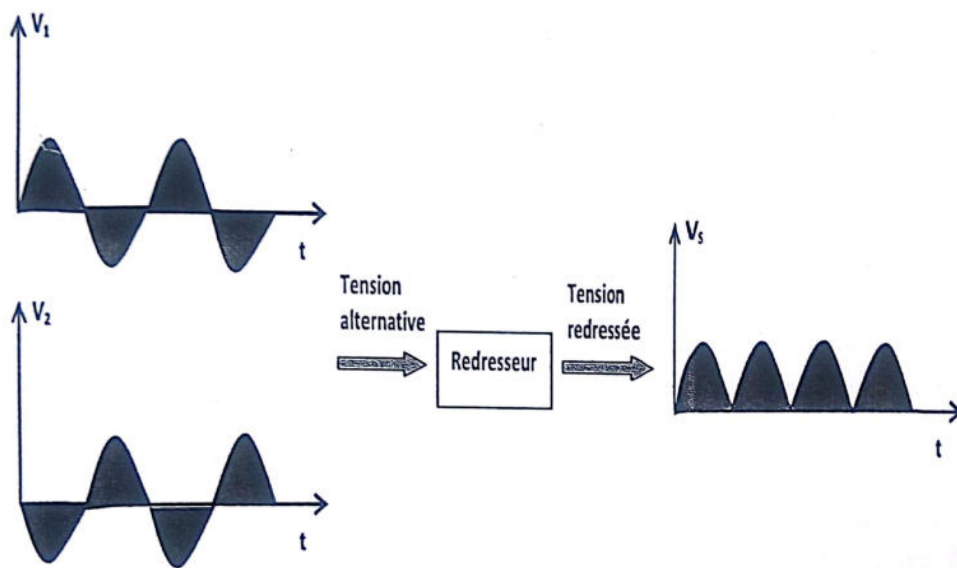 V₁
t
V₂
t
Tension
alternative
Redresseur
Tension
redressée
Vₛ
t